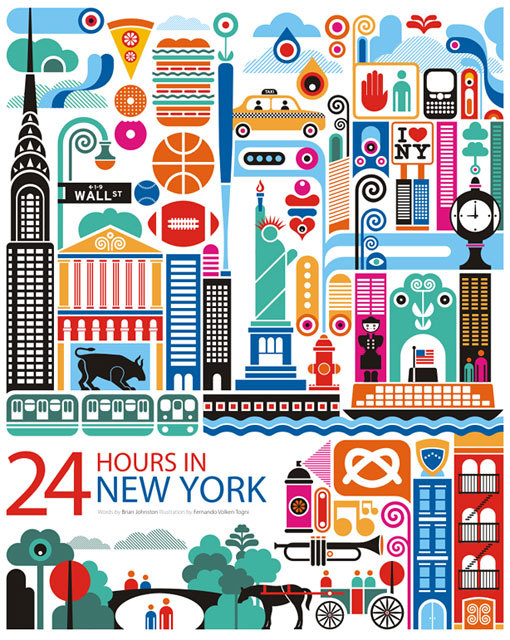 TAXI
I ♥
NY
←1-9
WALL ST
24 HOURS IN
NEW YORK
Words by Brian Johnston Illustration by Fernando Volken Togni